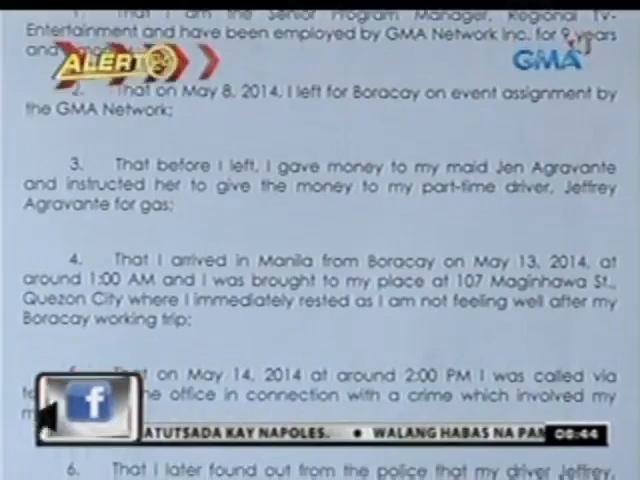 1. That I am the Senior Program Manager, Regional TV-
Entertainment and have been employed by GMA Network Inc. for 9 years
and
ALERT
24
GMA
2. That on May 8, 2014, I left for Boracay on event assignment by
the GMA Network;
3. That before I left, I gave money to my maid Jen Agravante
and instructed her to give the money to my part-time driver, Jeffrey
Agravante for gas;
4. That I arrived in Manila from Boracay on May 13, 2014, at
around 1:00 AM and I was brought to my place at 107 Maginhawa St.,
Quezon City where I immediately rested as I am not feeling well after my
Boracay working trip;
That on May 14, 2014 at around 2:00 PM I was called via
office in connection with a crime which involved my
f
ATUTSADA KAY NAPOLES. • WALANG HABAS NA PAN
08:44
6. That I later found out from the police that my driver Jeffrey,